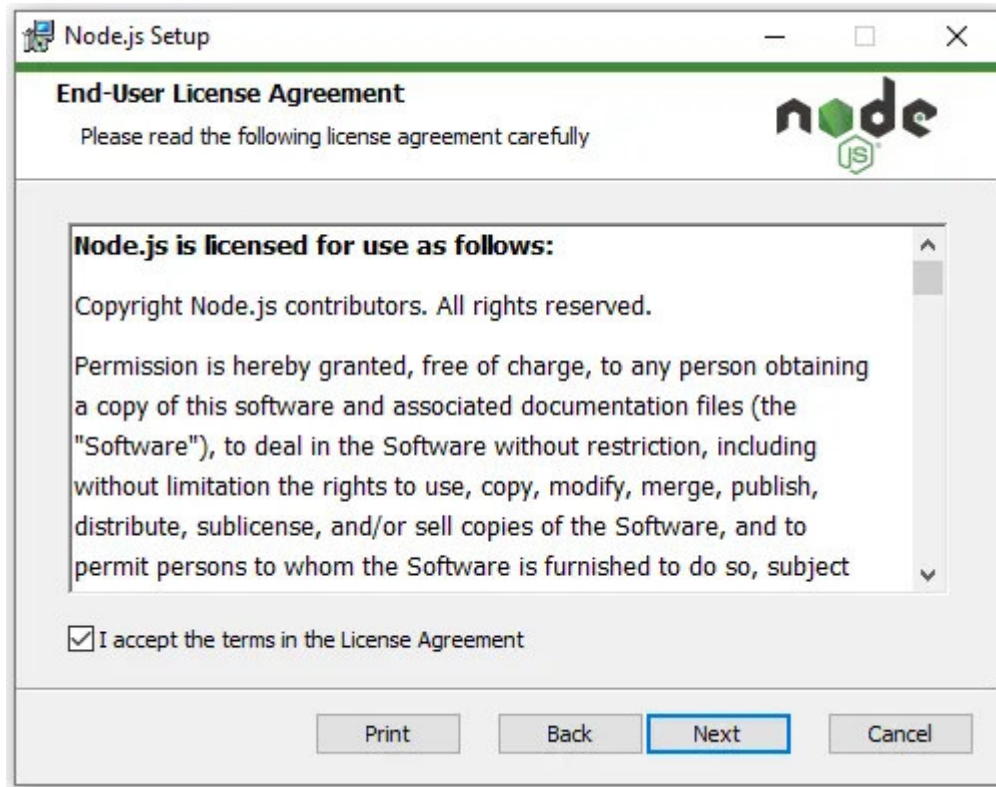 Node.js Setup
End-User License Agreement
Please read the following license agreement carefully
node
JS
Node.js is licensed for use as follows:
Copyright Node.js contributors. All rights reserved.
Permission is hereby granted, free of charge, to any person obtaining
a copy of this software and associated documentation files (the
"Software"), to deal in the Software without restriction, including
without limitation the rights to use, copy, modify, merge, publish,
distribute, sublicense, and/or sell copies of the Software, and to
permit persons to whom the Software is furnished to do so, subject
I accept the terms in the License Agreement
Print Back Next Cancel